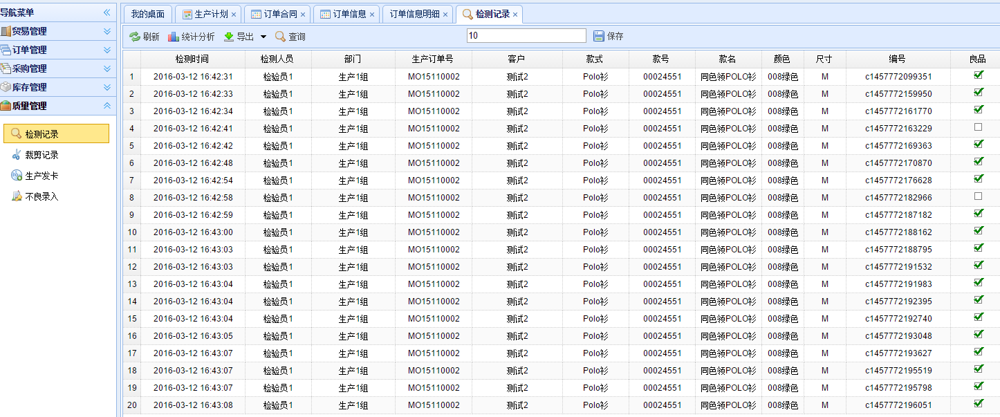 导航菜单
贸易管理
订单管理
采购管理
库存管理
质量管理
检测记录
裁剪记录
生产发卡
不良录入
我的桌面 生产计划 订单合同 订单信息 订单信息明细 检测记录
刷新 统计分析 导出 查询 10 保存
检测时间 检测人员 部门 生产订单号 客户 款式 款号 款名 颜色 尺寸 编号 良品
1 2016-03-12 16:42:31 检验员1 生产1组 MO15110002 测试2 Polo衫 00024551 同色领POLO衫 008绿色 M c1457772099351
2 2016-03-12 16:42:33 检验员1 生产1组 MO15110002 测试2 Polo衫 00024551 同色领POLO衫 008绿色 M c1457772159950
3 2016-03-12 16:42:34 检验员1 生产1组 MO15110002 测试2 Polo衫 00024551 同色领POLO衫 008绿色 M c1457772161770
4 2016-03-12 16:42:41 检验员1 生产1组 MO15110002 测试2 Polo衫 00024551 同色领POLO衫 008绿色 M c1457772163229
5 2016-03-12 16:42:42 检验员1 生产1组 MO15110002 测试2 Polo衫 00024551 同色领POLO衫 008绿色 M c1457772169363
6 2016-03-12 16:42:48 检验员1 生产1组 MO15110002 测试2 Polo衫 00024551 同色领POLO衫 008绿色 M c1457772170870
7 2016-03-12 16:42:54 检验员1 生产1组 MO15110002 测试2 Polo衫 00024551 同色领POLO衫 008绿色 M c1457772176628
8 2016-03-12 16:42:58 检验员1 生产1组 MO15110002 测试2 Polo衫 00024551 同色领POLO衫 008绿色 M c1457772182966
9 2016-03-12 16:42:59 检验员1 生产1组 MO15110002 测试2 Polo衫 00024551 同色领POLO衫 008绿色 M c1457772187182
10 2016-03-12 16:43:00 检验员1 生产1组 MO15110002 测试2 Polo衫 00024551 同色领POLO衫 008绿色 M c1457772188162
11 2016-03-12 16:43:03 检验员1 生产1组 MO15110002 测试2 Polo衫 00024551 同色领POLO衫 008绿色 M c1457772188795
12 2016-03-12 16:43:03 检验员1 生产1组 MO15110002 测试2 Polo衫 00024551 同色领POLO衫 008绿色 M c1457772191532
13 2016-03-12 16:43:04 检验员1 生产1组 MO15110002 测试2 Polo衫 00024551 同色领POLO衫 008绿色 M c1457772191983
14 2016-03-12 16:43:04 检验员1 生产1组 MO15110002 测试2 Polo衫 00024551 同色领POLO衫 008绿色 M c1457772192395
15 2016-03-12 16:43:04 检验员1 生产1组 MO15110002 测试2 Polo衫 00024551 同色领POLO衫 008绿色 M c1457772192740
16 2016-03-12 16:43:05 检验员1 生产1组 MO15110002 测试2 Polo衫 00024551 同色领POLO衫 008绿色 M c1457772193048
17 2016-03-12 16:43:07 检验员1 生产1组 MO15110002 测试2 Polo衫 00024551 同色领POLO衫 008绿色 M c1457772193627
18 2016-03-12 16:43:07 检验员1 生产1组 MO15110002 测试2 Polo衫 00024551 同色领POLO衫 008绿色 M c1457772195519
19 2016-03-12 16:43:07 检验员1 生产1组 MO15110002 测试2 Polo衫 00024551 同色领POLO衫 008绿色 M c1457772195798
20 2016-03-12 16:43:08 检验员1 生产1组 MO15110002 测试2 Polo衫 00024551 同色领POLO衫 008绿色 M c1457772196051